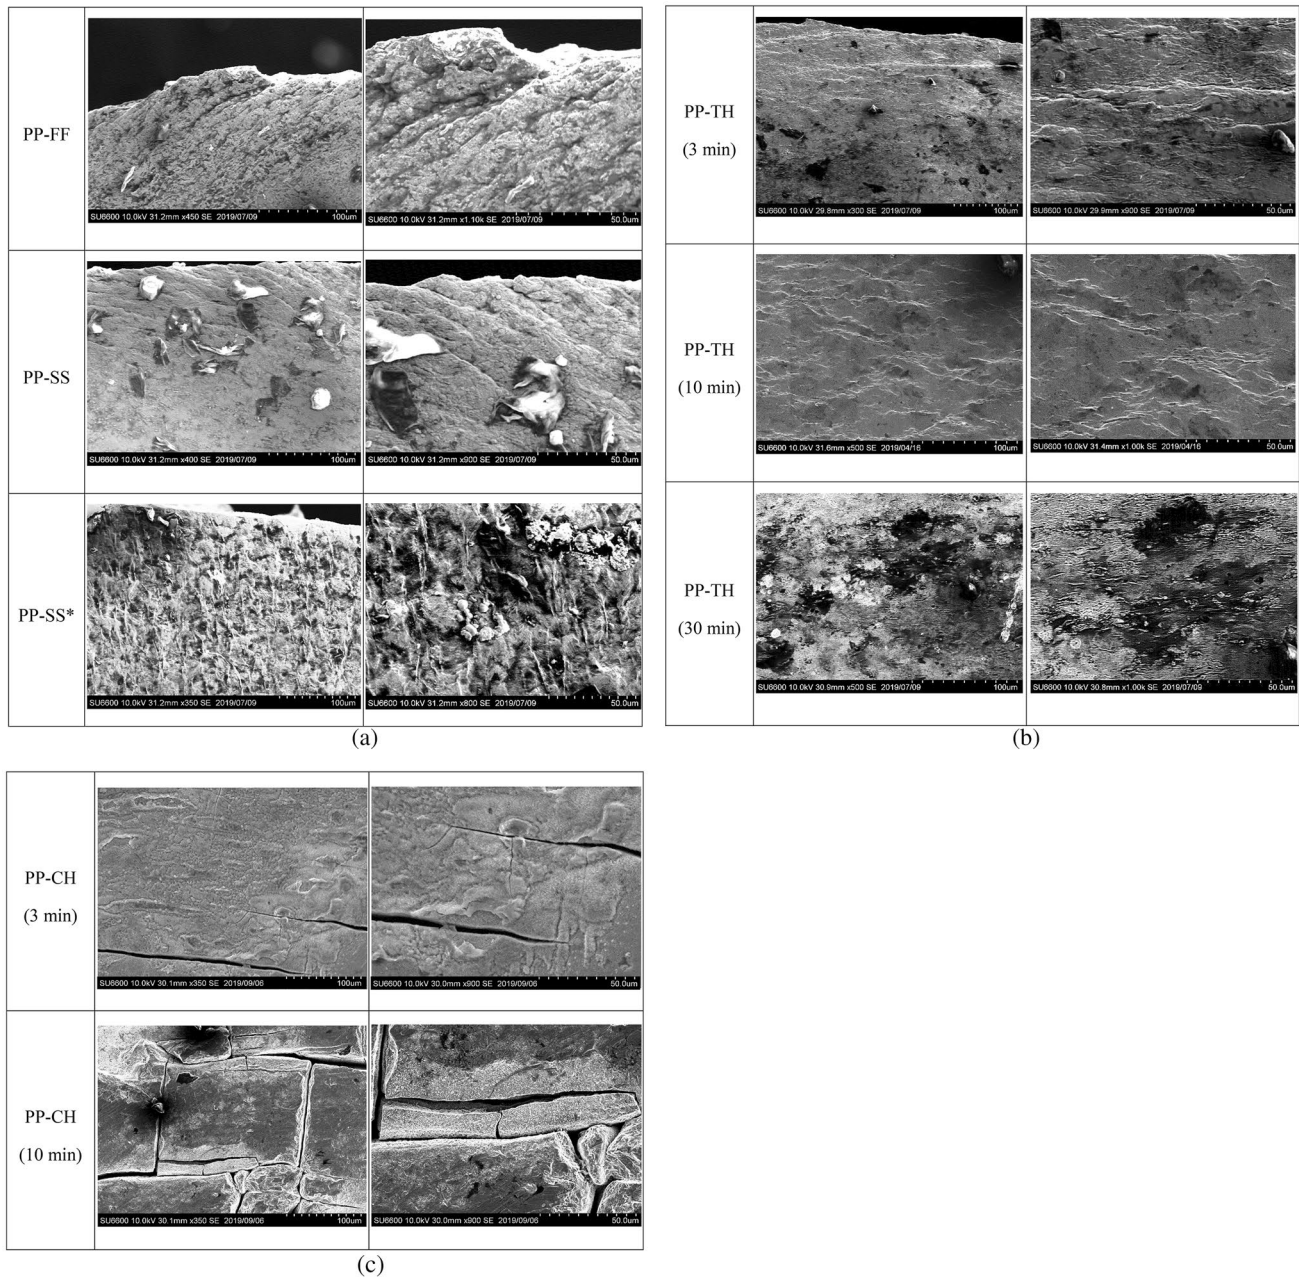 PP-FF
SU6600 10.0kV 31.2mm x450 SE 2019/07/09 100um
SU6600 10.0kV 31.2mm x1.10k SE 2019/07/09 50.0um
PP-SS
SU6600 10.0kV 31.2mm x400 SE 2019/07/09 100um
SU6600 10.0kV 31.2mm x900 SE 2019/07/09 50.0um
PP-SS*
SU6600 10.0kV 31.2mm x350 SE 2019/07/09 100um
SU6600 10.0kV 31.2mm x800 SE 2019/07/09 50.0um
(a)
PP-TH
(3 min)
SU6600 10.0kV 29.8mm x300 SE 2019/07/09 100um
SU6600 10.0kV 29.9mm x900 SE 2019/07/09 50.0um
PP-TH
(10 min)
SU6600 10.0kV 31.6mm x500 SE 2019/04/16 100um
SU6600 10.0kV 31.4mm x1.00k SE 2019/04/16 50.0um
PP-TH
(30 min)
SU6600 10.0kV 30.9mm x500 SE 2019/07/09 100um
SU6600 10.0kV 30.8mm x1.00k SE 2019/07/09 50.0um
(b)
PP-CH
(3 min)
SU6600 10.0kV 30.1mm x350 SE 2019/09/06 100um
SU6600 10.0kV 30.0mm x900 SE 2019/09/06 50.0um
PP-CH
(10 min)
SU6600 10.0kV 30.1mm x350 SE 2019/09/06 100um
SU6600 10.0kV 30.0mm x900 SE 2019/09/06 50.0um
(c)